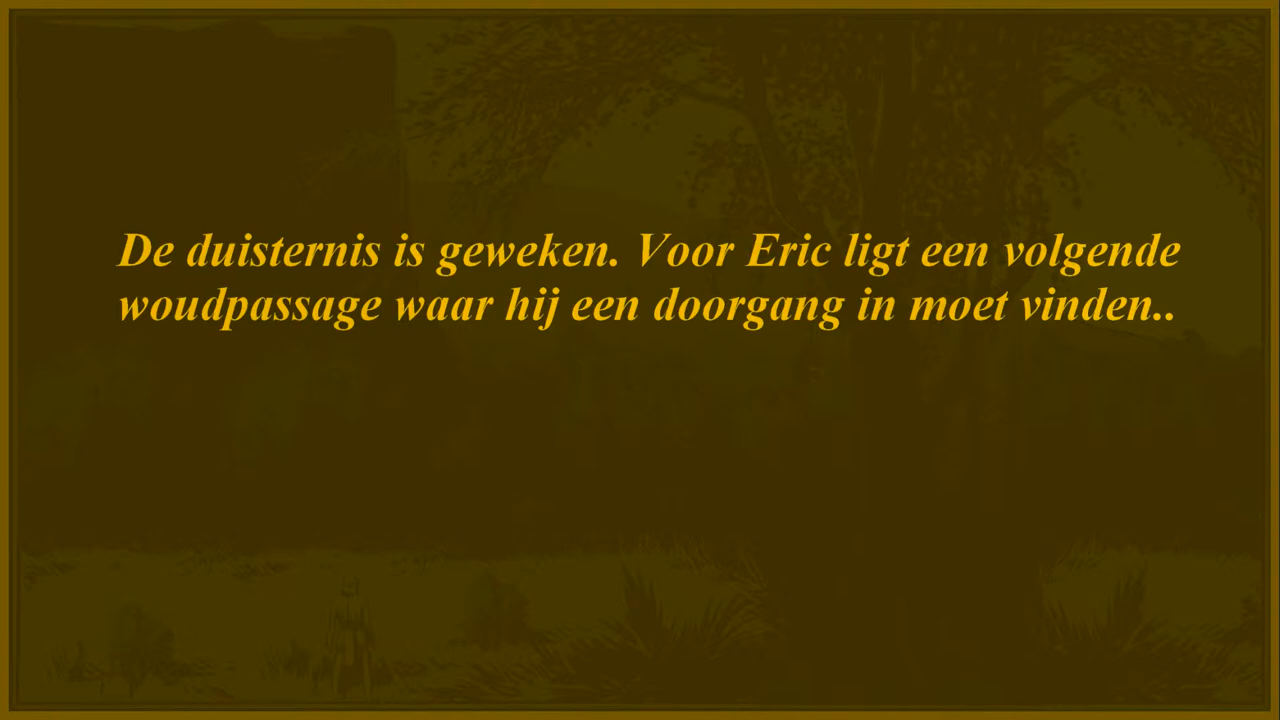 De duisternis is geweken. Voor Eric ligt een volgende
woudpassage waar hij een doorgang in moet vinden..